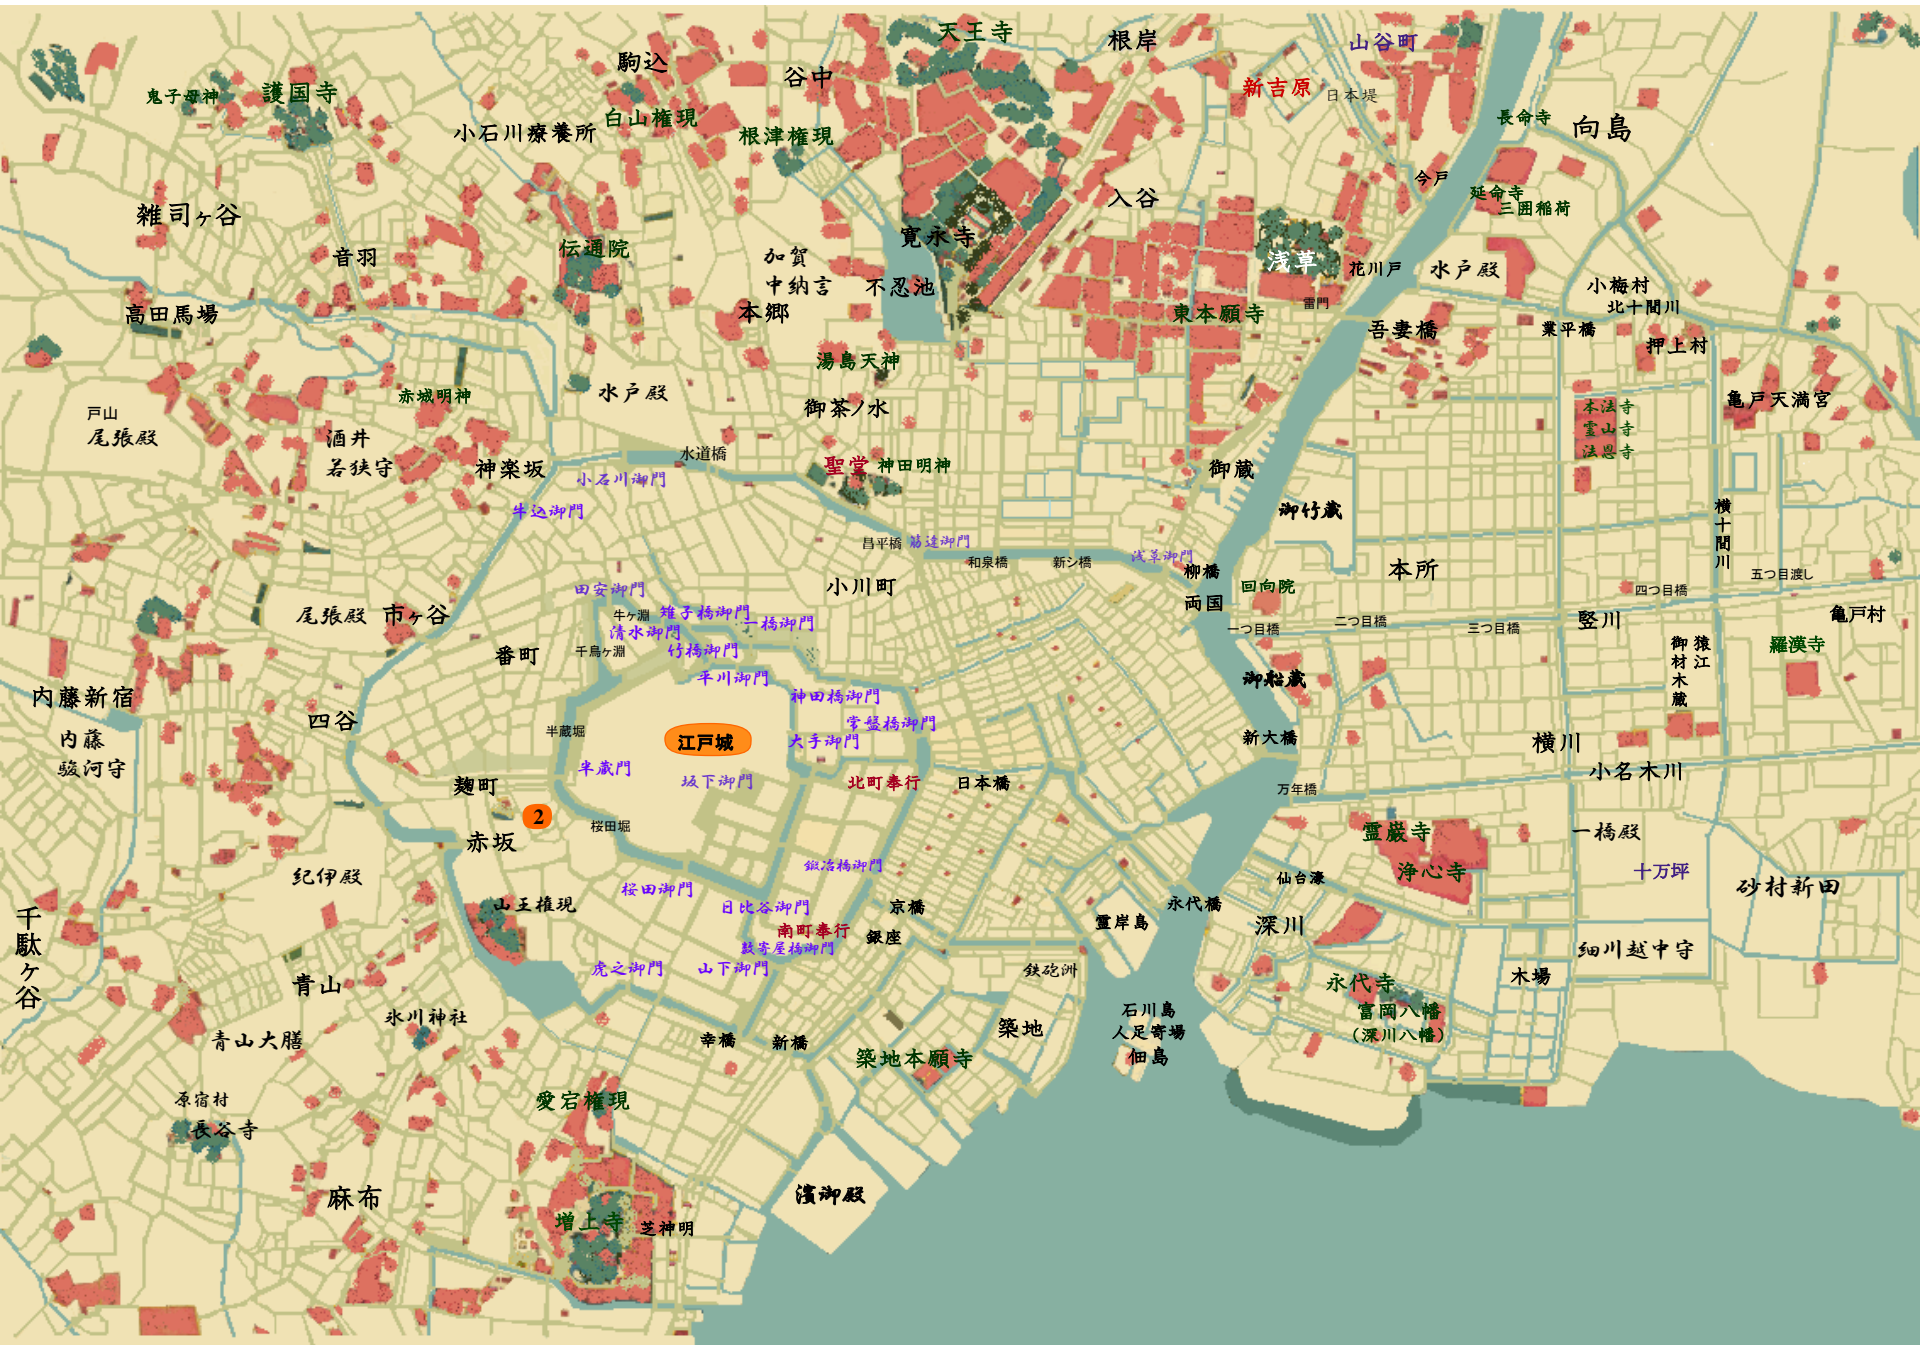 天王寺
根岸
山谷町
駒込
谷中
新吉原
日本堤
鬼子母神
護国寺
白山権現
根津権現
小石川療養所
長命寺
向島
今戸
延命寺
三囲稲荷
入谷
雑司ヶ谷
音羽
伝通院
加賀
中納言
寛永寺
不忍池
浅草
花川戸
水戸殿
小梅村
北十間川
高田馬場
本郷
東本願寺
雷門
吾妻橋
業平橋
押上村
湯島天神
赤城明神
水戸殿
御茶ノ水
本法寺
霊山寺
法恩寺
亀戸天満宮
戸山
尾張殿
酒井
若狭守
神楽坂
水道橋
小石川御門
聖堂
神田明神
御蔵
牛込御門
御竹蔵
横十間川
昌平橋
筋違御門
和泉橋
新シ橋
浅草御門
柳橋
両国
本所
回向院
五つ目渡し
四つ目橋
田安御門
小川町
尾張殿
市ヶ谷
牛ヶ淵
雉子橋御門
一橋御門
清水御門
竹橋御門
千鳥ヶ淵
番町
平川御門
一つ目橋
二つ目橋
三つ目橋
竪川
亀戸村
猿江
御材木蔵
羅漢寺
御船蔵
内藤新宿
四谷
神田橋御門
常盤橋御門
大手御門
江戸城
半蔵堀
内藤
駿河守
半蔵門
坂下御門
北町奉行
日本橋
新大橋
横川
小名木川
万年橋
麹町
2
赤坂
桜田堀
霊巌寺
浄心寺
一橋殿
十万坪
砂村新田
鍛冶橋御門
紀伊殿
桜田御門
山王権現
日比谷御門
南町奉行
数寄屋橋御門
京橋
銀座
霊岸島
永代橋
仙台濠
深川
細川越中守
千駄ヶ谷
虎之御門
山下御門
鉄砲洲
木場
永代寺
富岡八幡
(深川八幡)
青山
氷川神社
青山大膳
幸橋
新橋
築地
石川島
人足寄場
佃島
築地本願寺
原宿村
長谷寺
愛宕権現
麻布
濱御殿
増上寺
芝神明